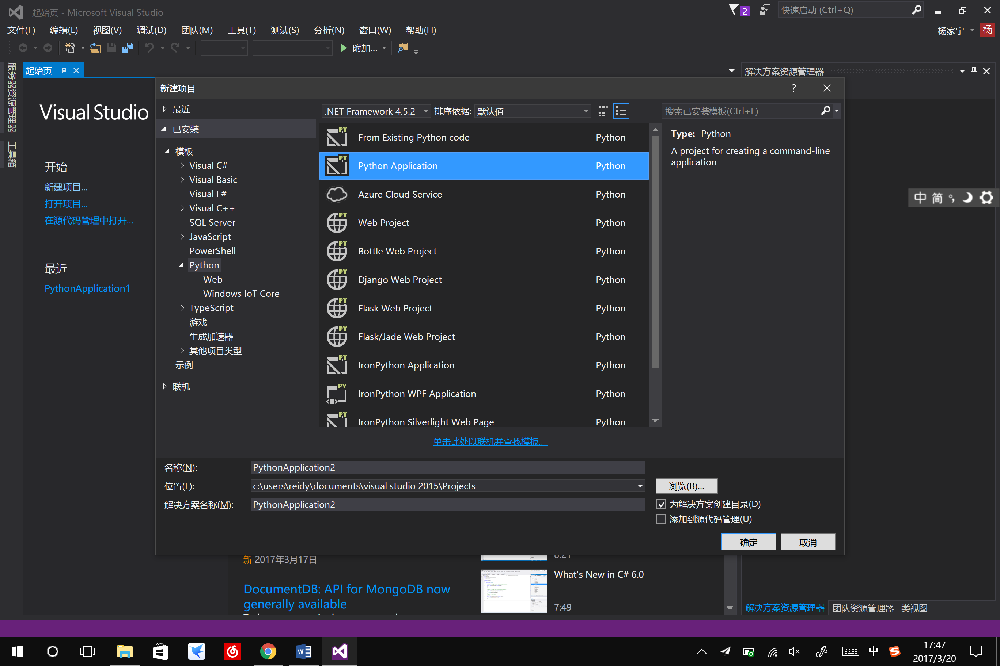 起始页 - Microsoft Visual Studio
2
快速启动 (Ctrl+Q)
文件(F) 编辑(E) 视图(V) 调试(D) 团队(M) 工具(T) 测试(S) 分析(N) 窗口(W) 帮助(H)
杨家宇
杨
附加...
服务器资源管理器
工具箱
起始页
解决方案资源管理器
Visual Studio
开始
新建项目...
打开项目...
在源代码管理中打开...
最近
PythonApplication1
新建项目
?
最近
已安装
模板
Visual C#
Visual Basic
Visual F#
Visual C++
SQL Server
JavaScript
PowerShell
Python
Web
Windows IoT Core
TypeScript
游戏
生成加速器
其他项目类型
示例
联机
.NET Framework 4.5.2
排序依据: 默认值
搜索已安装模板(Ctrl+E)
PY From Existing Python code Python
PY Python Application Python
Azure Cloud Service Python
PY Web Project Python
PY Bottle Web Project Python
PY Django Web Project Python
PY Flask Web Project Python
PY Flask/Jade Web Project Python
PY IronPython Application Python
PY IronPython WPF Application Python
PY IronPython Silverlight Web Page Python
Type: Python
A project for creating a command-line
application
中 简
单击此处以联机并查找模板。
名称(N): PythonApplication2
位置(L): c:\users\reidy\documents\visual studio 2015\Projects
浏览(B)...
解决方案名称(M): PythonApplication2
为解决方案创建目录(D)
添加到源代码管理(U)
确定
取消
新 2017年3月17日
DocumentDB: API for MongoDB now
generally available
What's New in C# 6.0
7:49
解决方案资源管理器 团队资源管理器 类视图
中
17:47
2017/3/20